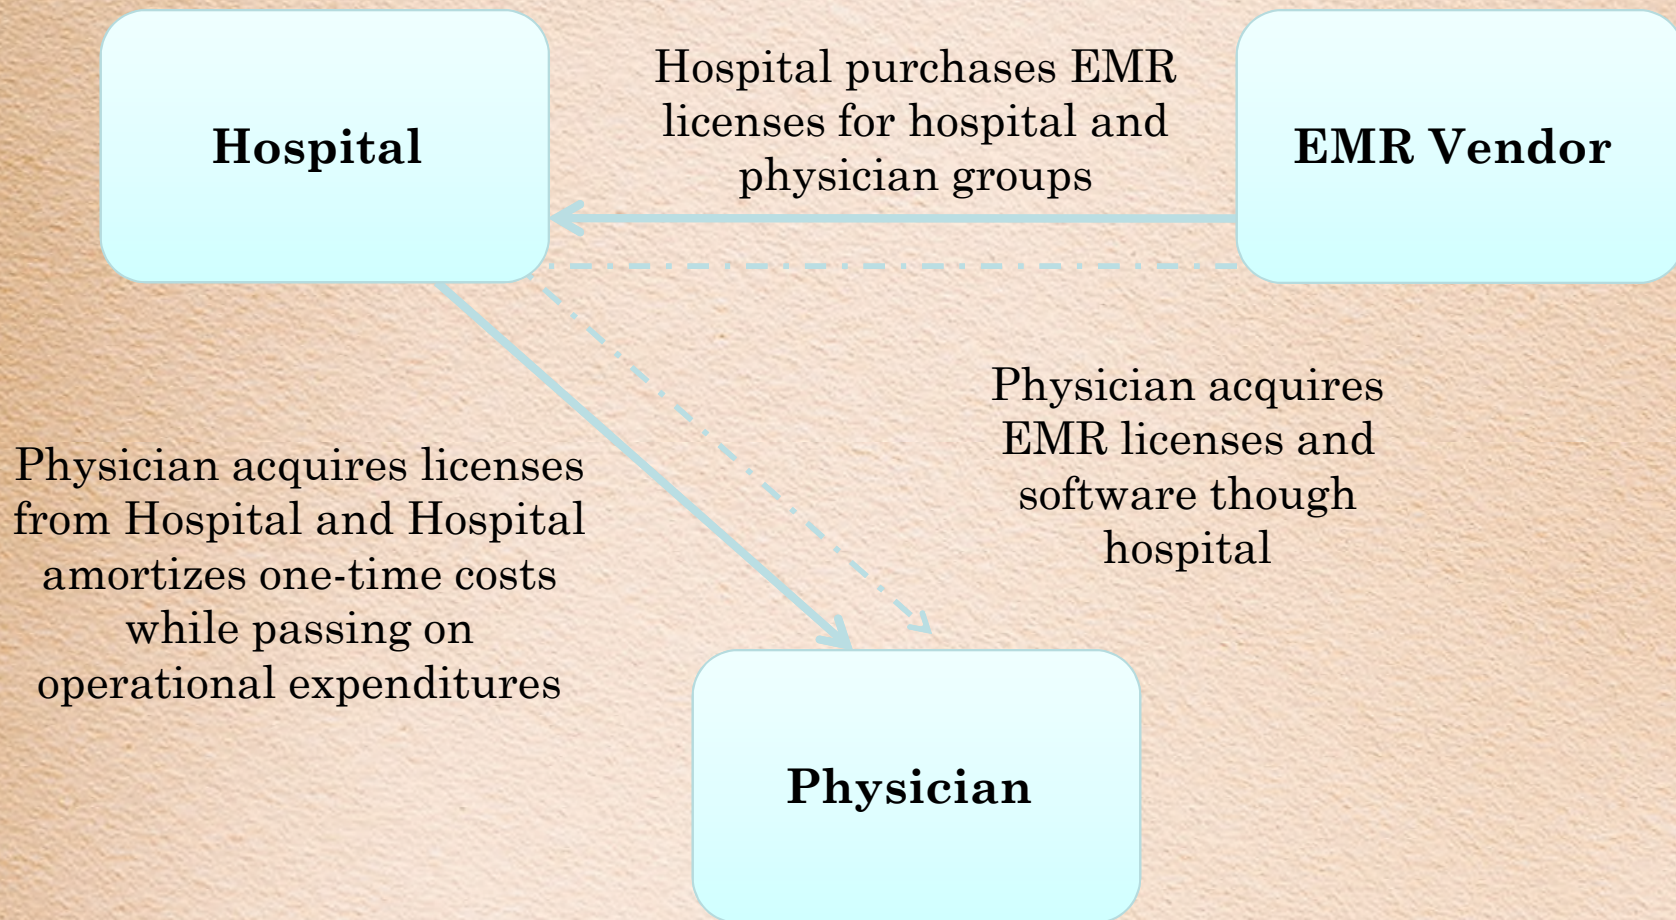 Hospital
Hospital purchases EMR
licenses for hospital and
physician groups
EMR Vendor
Physician acquires
EMR licenses and
software though
hospital
Physician acquires licenses
from Hospital and Hospital
amortizes one-time costs
while passing on
operational expenditures
Physician